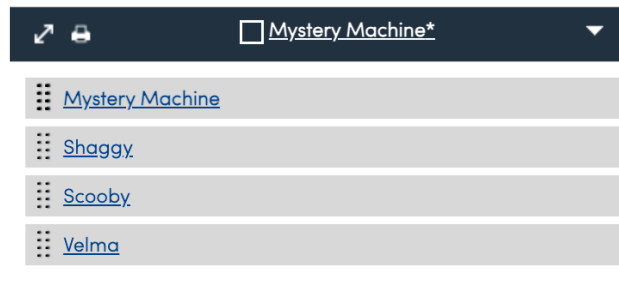 Mystery Machine*
Mystery Machine
Shaggy
Scooby
Velma